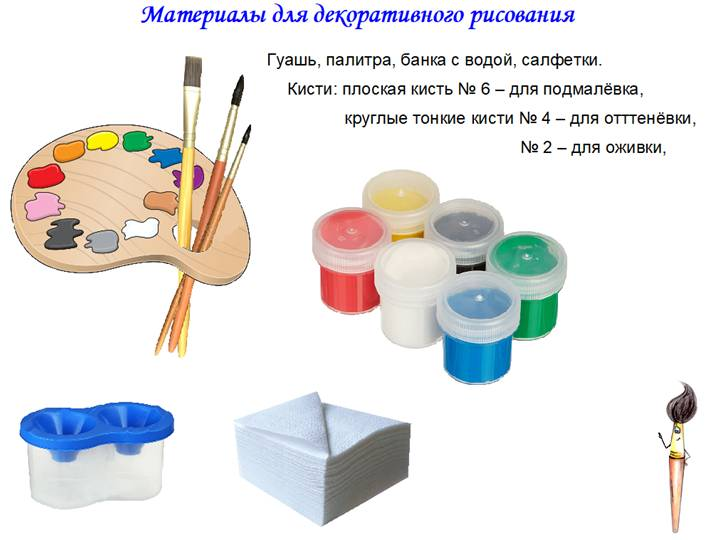 Материалы для декоративного рисования
Гуашь, палитра, банка с водой, салфетки.
Кисти: плоская кисть № 6 – для подмалёвка,
круглые тонкие кисти № 4 – для отттенёвки,
№ 2 – для оживки,